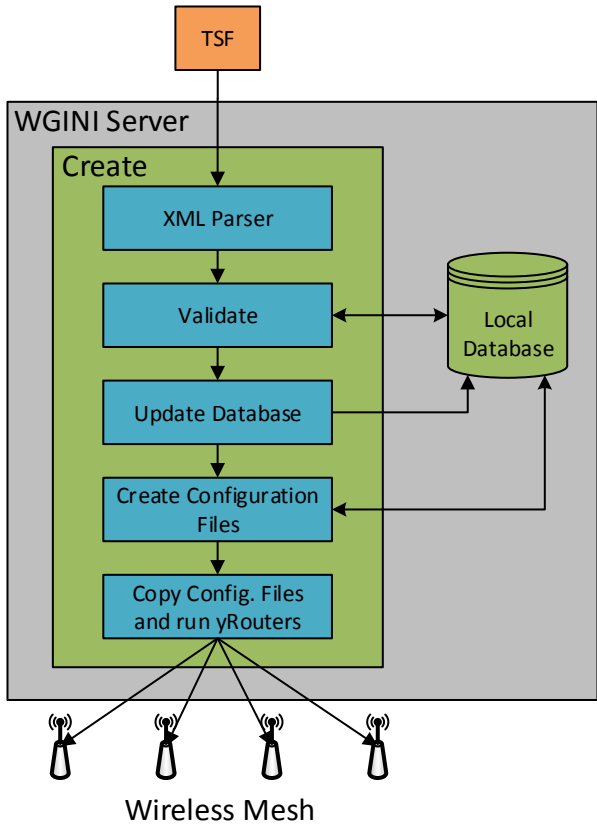 TSF
WGINI Server
Create
XML Parser
Validate
Local
Database
Update Database
Create Configuration
Files
Copy Config. Files
and run yRouters
Wireless Mesh